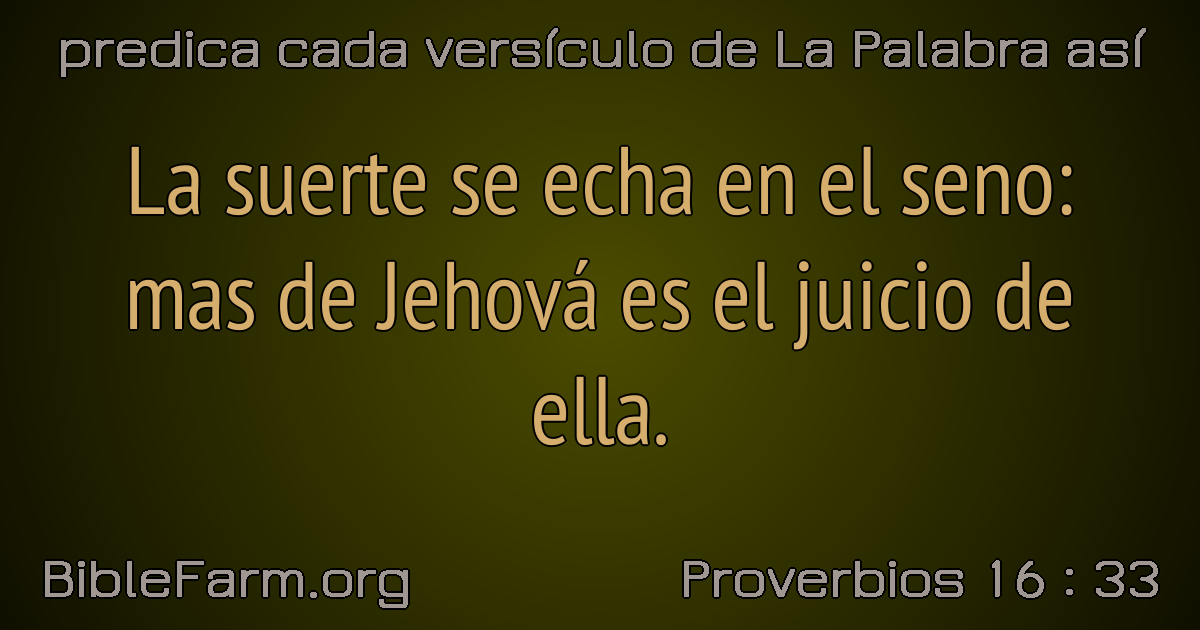 predica cada versículo de La Palabra así
La suerte se echa en el seno:
mas de Jehová es el juicio de
ella.
BibleFarm.org
Proverbios 16 : 33